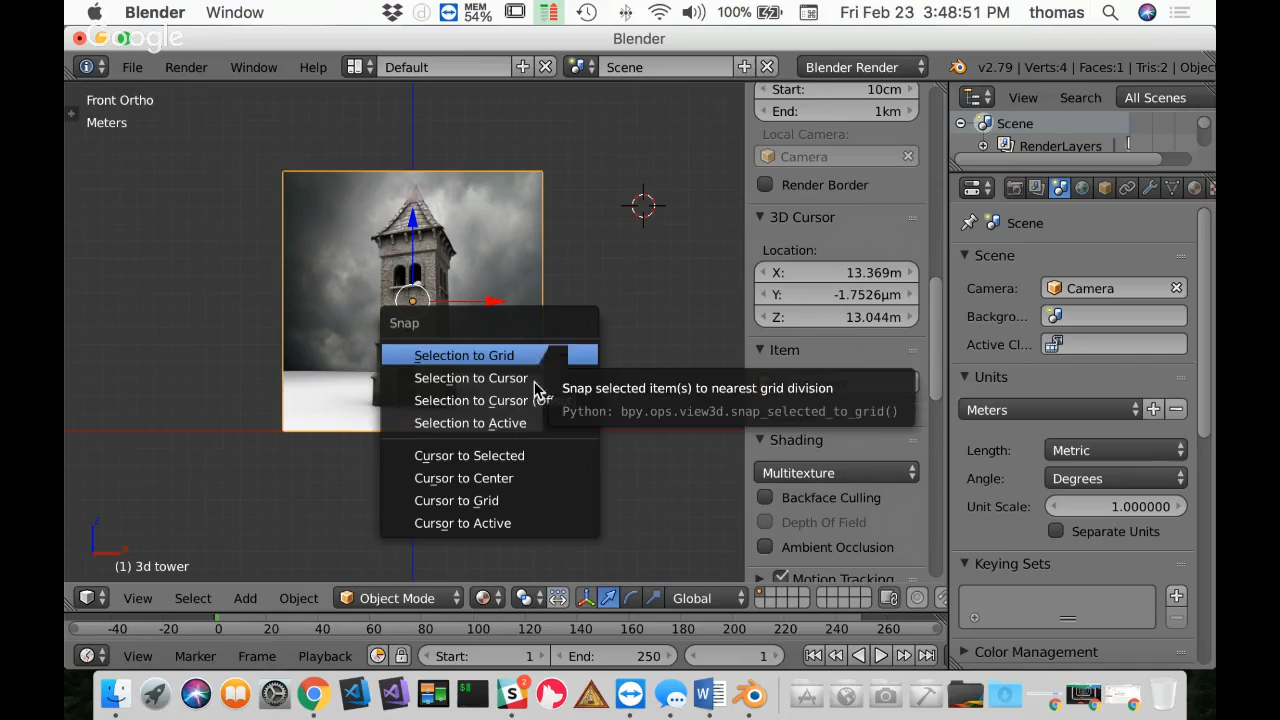 Blender Window MEM 54% 100% Fri Feb 23 3:48:51 PM thomas
Google
Blender
File Render Window Help Default Scene Blender Render v2.79 | Verts:4 | Faces:1 | Tris:2 | Objec
Front Ortho
Meters
Start: 10cm
End: 1km
Local Camera:
Camera
Render Border
3D Cursor
Location:
X: 13.369m
Y: -1.7526µm
Z: 13.044m
Item
Shading
Multitexture
Backface Culling
Depth Of Field
Ambient Occlusion
Motion Tracking
View Search All Scenes
Scene
RenderLayers
Scene
Scene
Camera: Camera
Backgro...
Active Cl...
Units
Meters
Length: Metric
Angle: Degrees
Unit Scale: 1.000000
Separate Units
Keying Sets
Color Management
Snap
Selection to Grid
Selection to Cursor
Selection to Cursor
Selection to Active
Cursor to Selected
Cursor to Center
Cursor to Grid
Cursor to Active
Snap selected item(s) to nearest grid division
Python: bpy.ops.view3d.snap_selected_to_grid()
z
x
(1) 3d tower
View Select Add Object Object Mode Global
-40 -20 0 20 40 60 80 100 120 140 160 180 200 220 240 260
View Marker Frame Playback Start: 1 End: 250 1
2